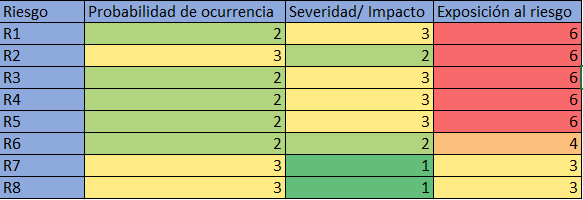 Riesgo Probabilidad de ocurrencia Severidad/ Impacto Exposición al riesgo
R1 2 3 6
R2 3 2 6
R3 2 3 6
R4 2 3 6
R5 2 3 6
R6 2 2 4
R7 3 1 3
R8 3 1 3